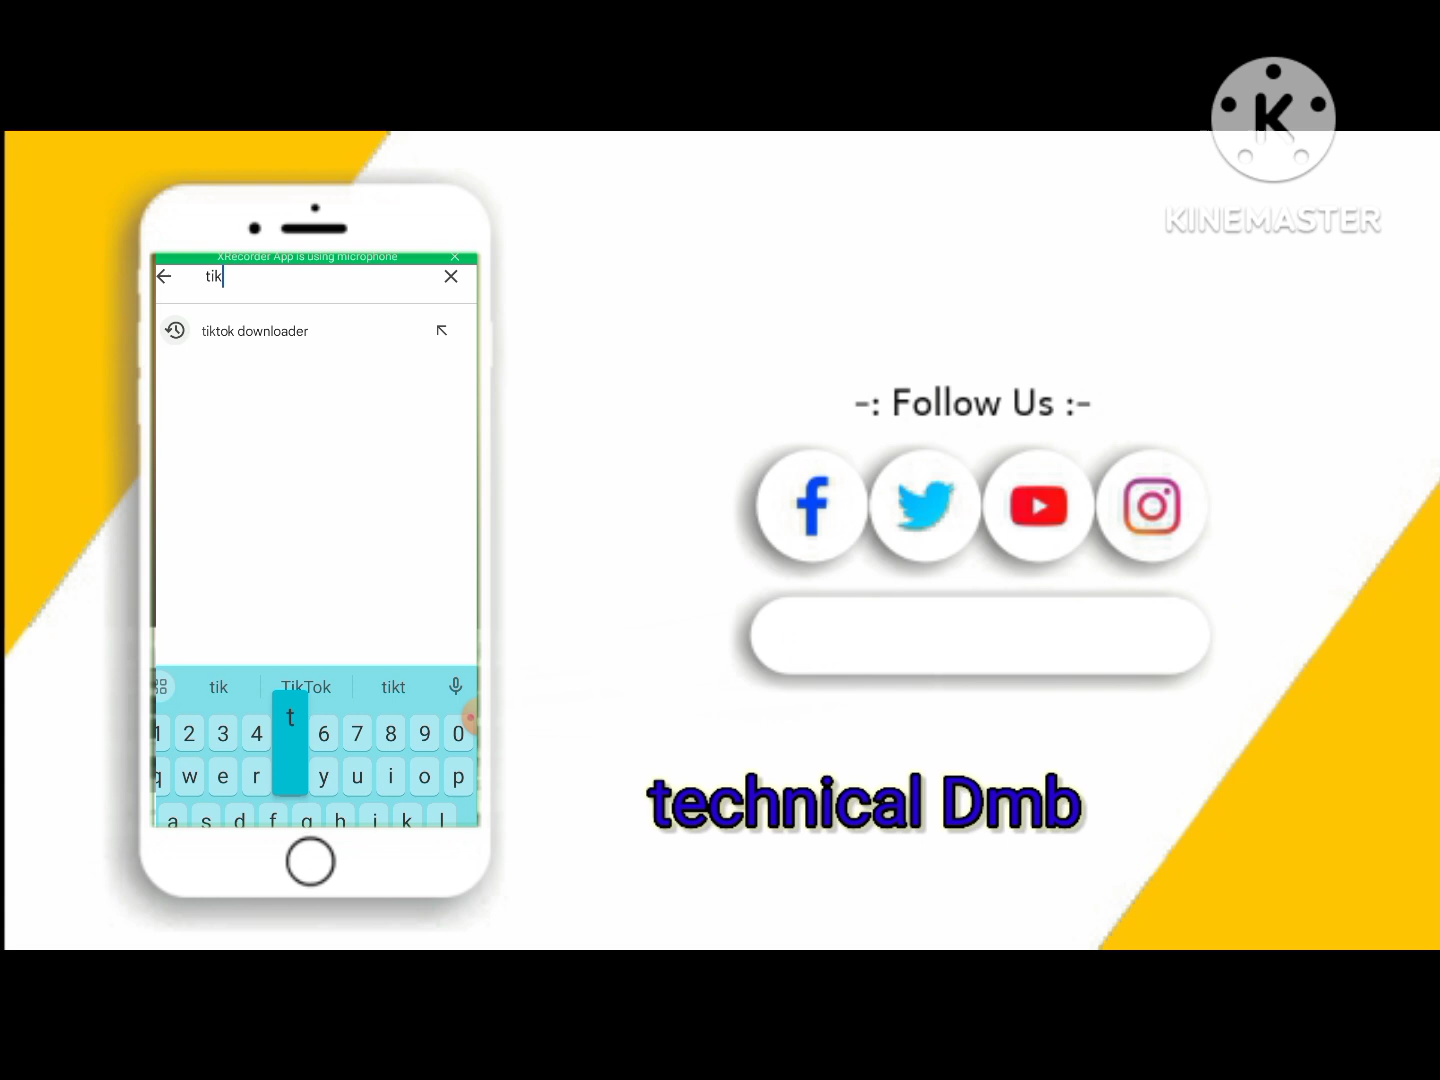 KINEMASTER
XRecorder App is using microphone
tik
tiktok downloader
-: Follow Us :-
tik TikTok tikt
t
1 2 3 4 6 7 8 9 0
q w e r y u i o p
a s d f g h j k l
technical Dmb